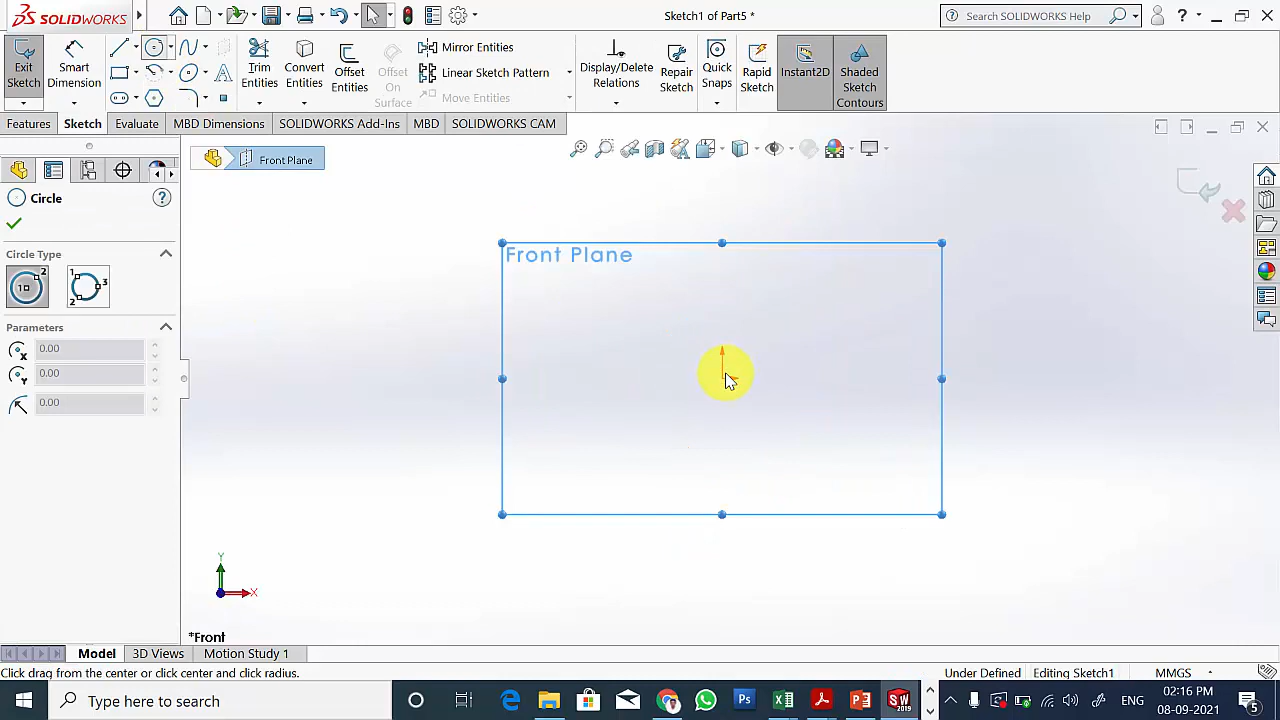 SOLIDWORKS
Sketch1 of Part5 *
Search SOLIDWORKS Help
?
Exit Sketch
Smart Dimension
Trim Entities
Convert Entities
Offset Entities
Offset On Surface
Mirror Entities
Linear Sketch Pattern
Move Entities
Display/Delete Relations
Repair Sketch
Quick Snaps
Rapid Sketch
Instant2D
Shaded Sketch Contours
Features
Sketch
Evaluate
MBD Dimensions
SOLIDWORKS Add-Ins
MBD
SOLIDWORKS CAM
Front Plane
Circle
?
Circle Type
Parameters
0.00
0.00
0.00
Front Plane
Y
X
*Front
Model
3D Views
Motion Study 1
Click drag from the center or click center and click radius.
Under Defined
Editing Sketch1
MMGS
Type here to search
ENG
02:16 PM
08-09-2021
5